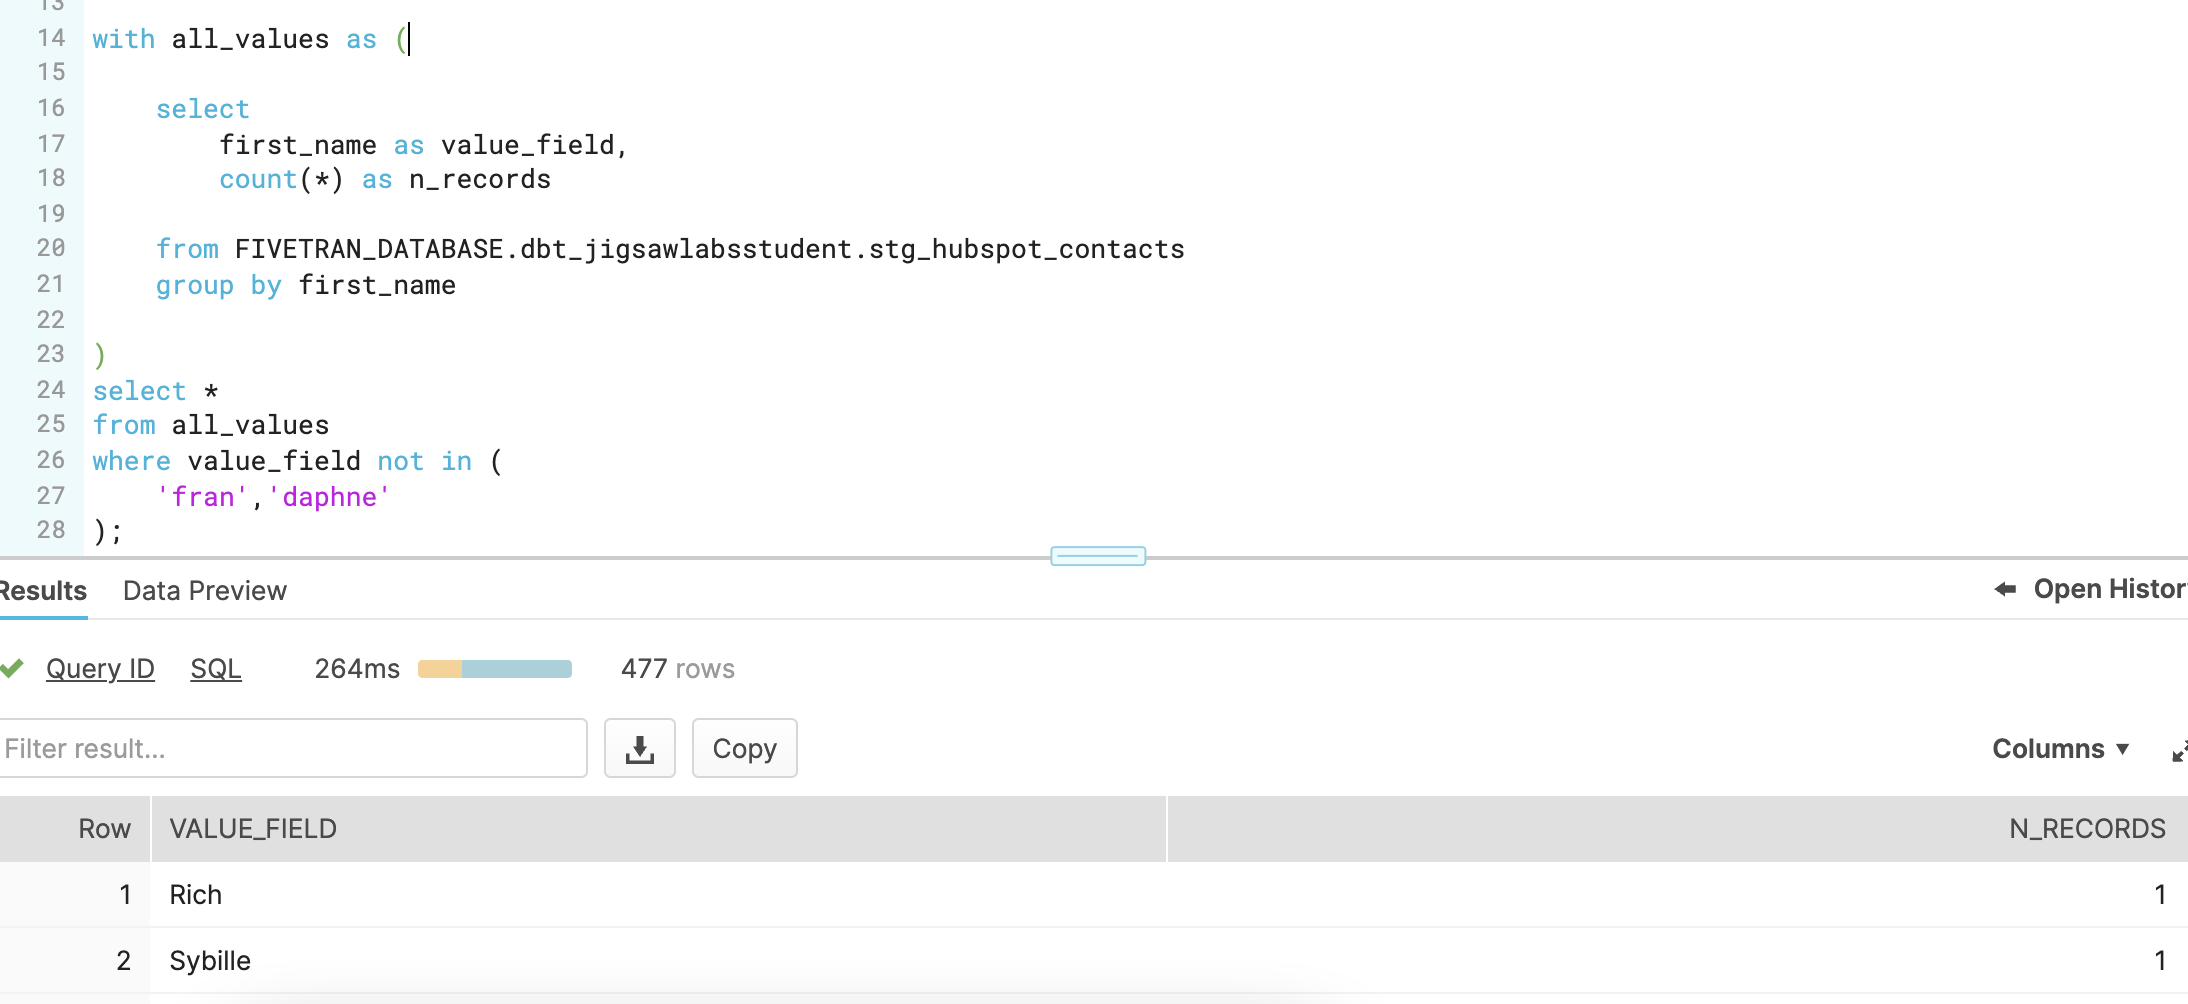 13
14 with all_values as (
15
16 select
17 first_name as value_field,
18 count(*) as n_records
19
20 from FIVETRAN_DATABASE.dbt_jigsawlabsstudent.stg_hubspot_contacts
21 group by first_name
22
23 )
24 select *
25 from all_values
26 where value_field not in (
27 'fran','daphne'
28 );
Results Data Preview Open Histor
Query ID SQL 264ms 477 rows
Filter result... Copy Columns
Row VALUE_FIELD N_RECORDS
1 Rich 1
2 Sybille 1